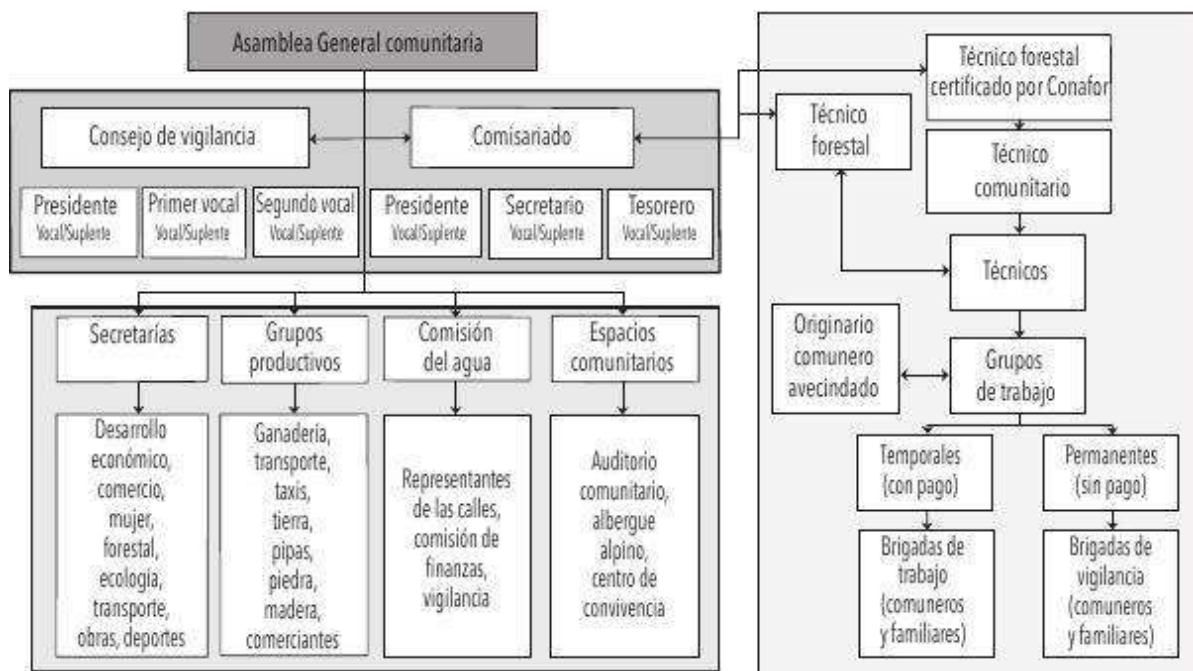 Asamblea General comunitaria
Consejo de vigilancia
Comisariado
Presidente
Vocal/Suplente
Primer vocal
Vocal/Suplente
Segundo vocal
Vocal/Suplente
Presidente
Vocal/Suplente
Secretario
Vocal/Suplente
Tesorero
Vocal/Suplente
Secretarías
Grupos
productivos
Comisión
del agua
Espacios
comunitarios
Desarrollo
económico,
comercio,
mujer,
forestal,
ecología,
transporte,
obras, deportes
Ganadería,
transporte,
taxis,
tierra,
pipas,
piedra,
madera,
comerciantes
Representantes
de las calles,
comisión de
finanzas,
vigilancia
Auditorio
comunitario,
albergue
alpino,
centro de
convivencia
Técnico forestal
certificado por Conafor
Técnico
forestal
Técnico
comunitario
Técnicos
Originario
comunero
avecindado
Grupos
de trabajo
Temporales
(con pago)
Permanentes
(sin pago)
Brigadas de
trabajo
(comuneros
y familiares)
Brigadas de
vigilancia
(comuneros
y familiares)